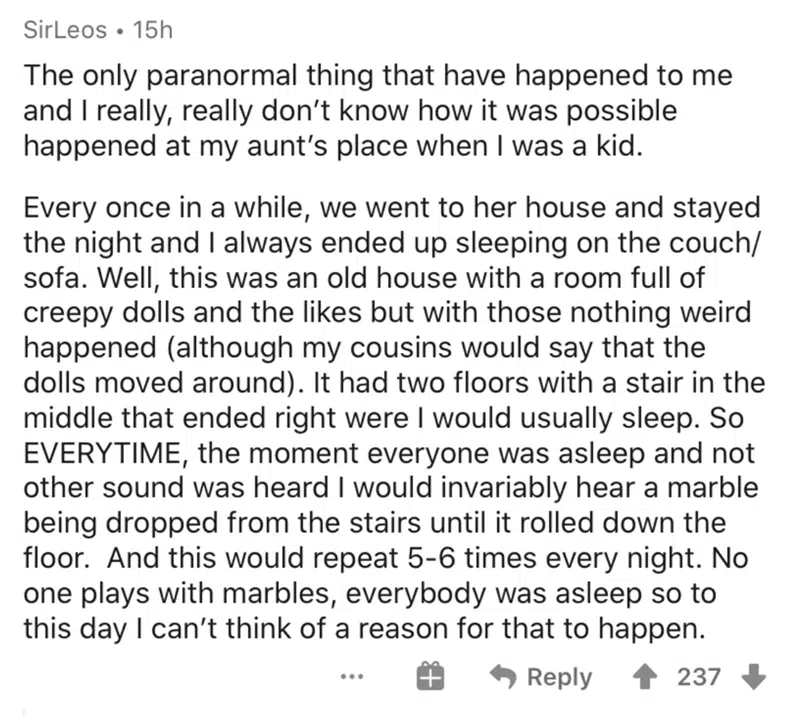 SirLeos • 15h
The only paranormal thing that have happened to me
and I really, really don't know how it was possible
happened at my aunt's place when I was a kid.
Every once in a while, we went to her house and stayed
the night and I always ended up sleeping on the couch/
sofa. Well, this was an old house with a room full of
creepy dolls and the likes but with those nothing weird
happened (although my cousins would say that the
dolls moved around). It had two floors with a stair in the
middle that ended right were I would usually sleep. So
EVERYTIME, the moment everyone was asleep and not
other sound was heard I would invariably hear a marble
being dropped from the stairs until it rolled down the
floor.  And this would repeat 5-6 times every night. No
one plays with marbles, everybody was asleep so to
this day I can't think of a reason for that to happen.
... Reply 237